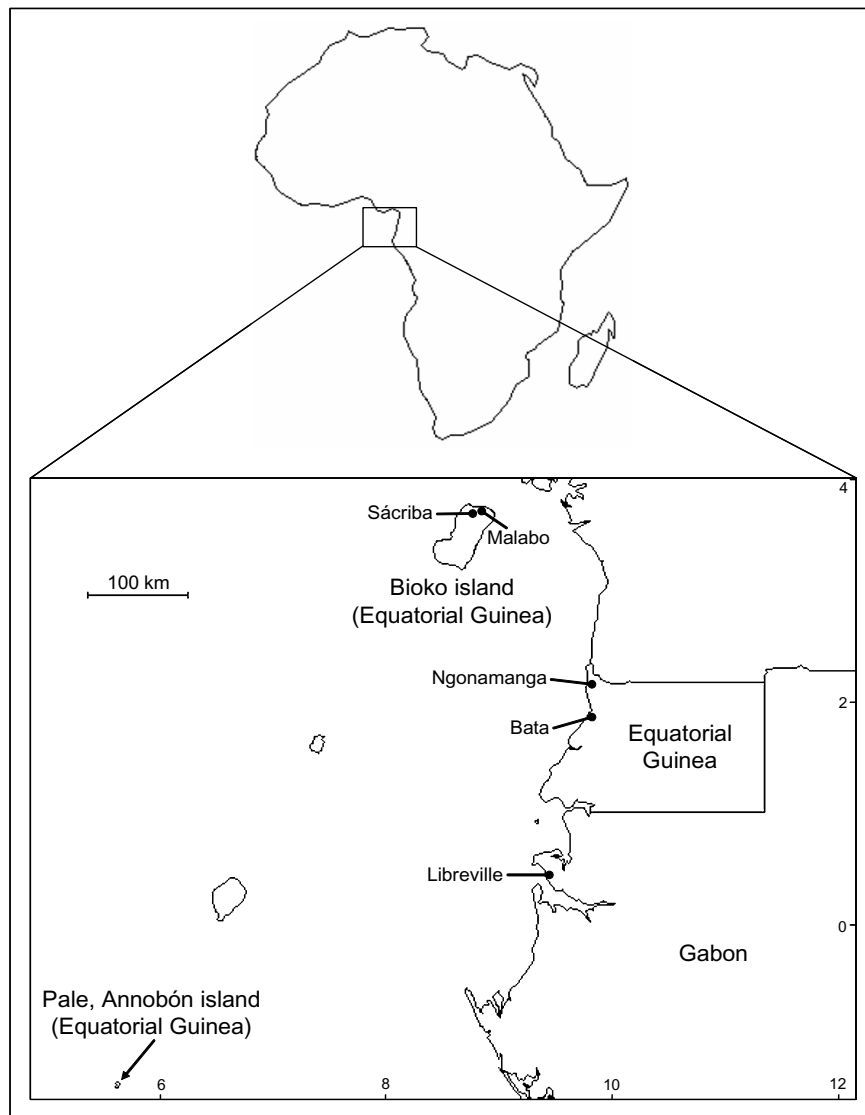 4
Sácriba
Malabo
100 km
Bioko island
(Equatorial Guinea)
Ngonamanga
2
Bata
Equatorial
Guinea
Libreville
0
Gabon
Pale, Annobón island
(Equatorial Guinea)
6
8
10
12